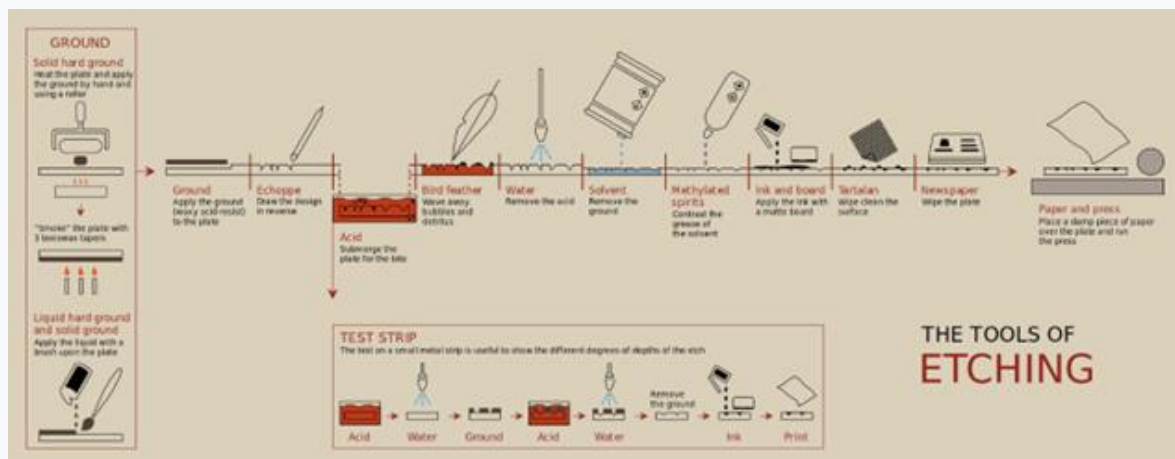 GROUND
Solid hard ground
Heat the plate and apply
the ground by hand and
using a roller
"Smoke" the plate with
3 beeswax tapers
Liquid hard ground
and solid ground
Apply the liquid with a
brush upon the plate
Ground
Apply the ground
(waxy acid-resist)
to the plate
Echoppe
Draw the design
in reverse
Acid
Submerge the
plate for the bite
Bird feather
Wave away
bubbles and
detritus
Water
Remove the acid
Solvent
Remove the
ground
Methylated
spirits
Contrast the
grease of
the solvent
Ink and board
Apply the ink with
a matte board
Tartalan
Wipe clean the
surface
Newspaper
Wipe the plate
Paper and press
Place a damp piece of paper
over the plate and run
the press
TEST STRIP
The test on a small metal strip is useful to show the different degrees of depths of the etch
Acid
Water
Ground
Acid
Water
Remove
the ground
Ink
Print
THE TOOLS OF
ETCHING